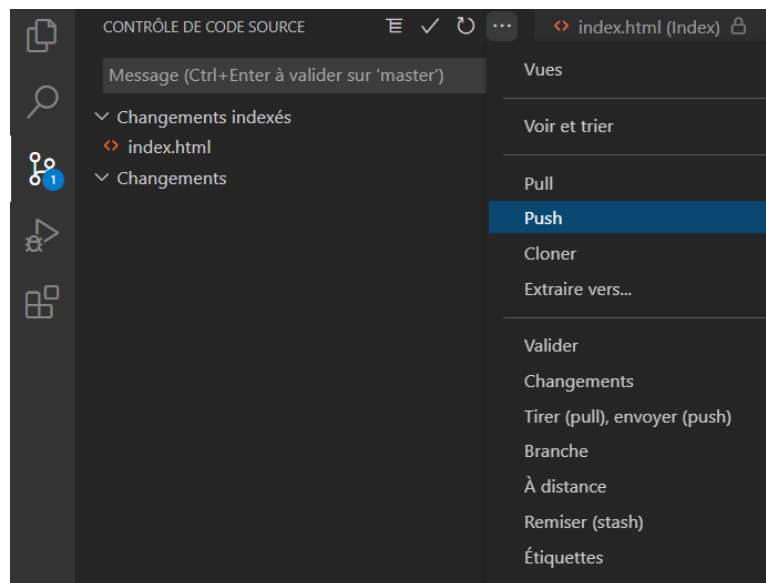 CONTRÔLE DE CODE SOURCE
index.html (Index)
Message (Ctrl+Enter à valider sur 'master')
Changements indexés
index.html
Changements
1
Vues
Voir et trier
Pull
Push
Cloner
Extraire vers...
Valider
Changements
Tirer (pull), envoyer (push)
Branche
À distance
Remiser (stash)
Étiquettes